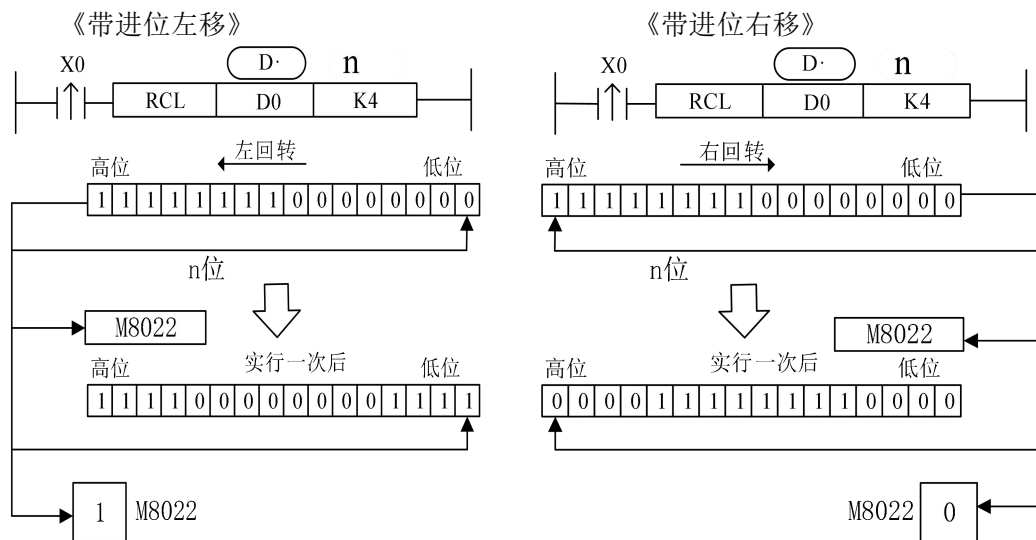 《带进位左移》
X0
D·
n
RCL
D0
K4
左回转
高位
低位
1 1 1 1 1 1 1 1 0 0 0 0 0 0 0 0
n位
M8022
实行一次后
高位
低位
1 1 1 1 0 0 0 0 0 0 0 0 1 1 1 1
1
M8022
《带进位右移》
X0
D·
n
RCL
D0
K4
右回转
高位
低位
1 1 1 1 1 1 1 1 0 0 0 0 0 0 0 0
n位
M8022
实行一次后
高位
低位
0 0 0 0 1 1 1 1 1 1 1 1 0 0 0 0
M8022
0